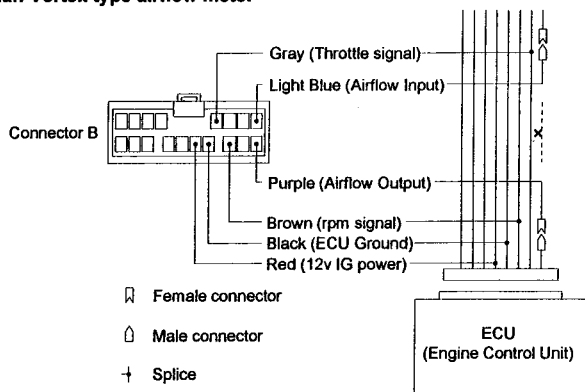 Vortex type airflow meter
Gray (Throttle signal)
Light Blue (Airflow Input)
Connector B
Purple (Airflow Output)
Brown (rpm signal)
Black (ECU Ground)
Red (12v IG power)
Female connector
Male connector
Splice
ECU
(Engine Control Unit)